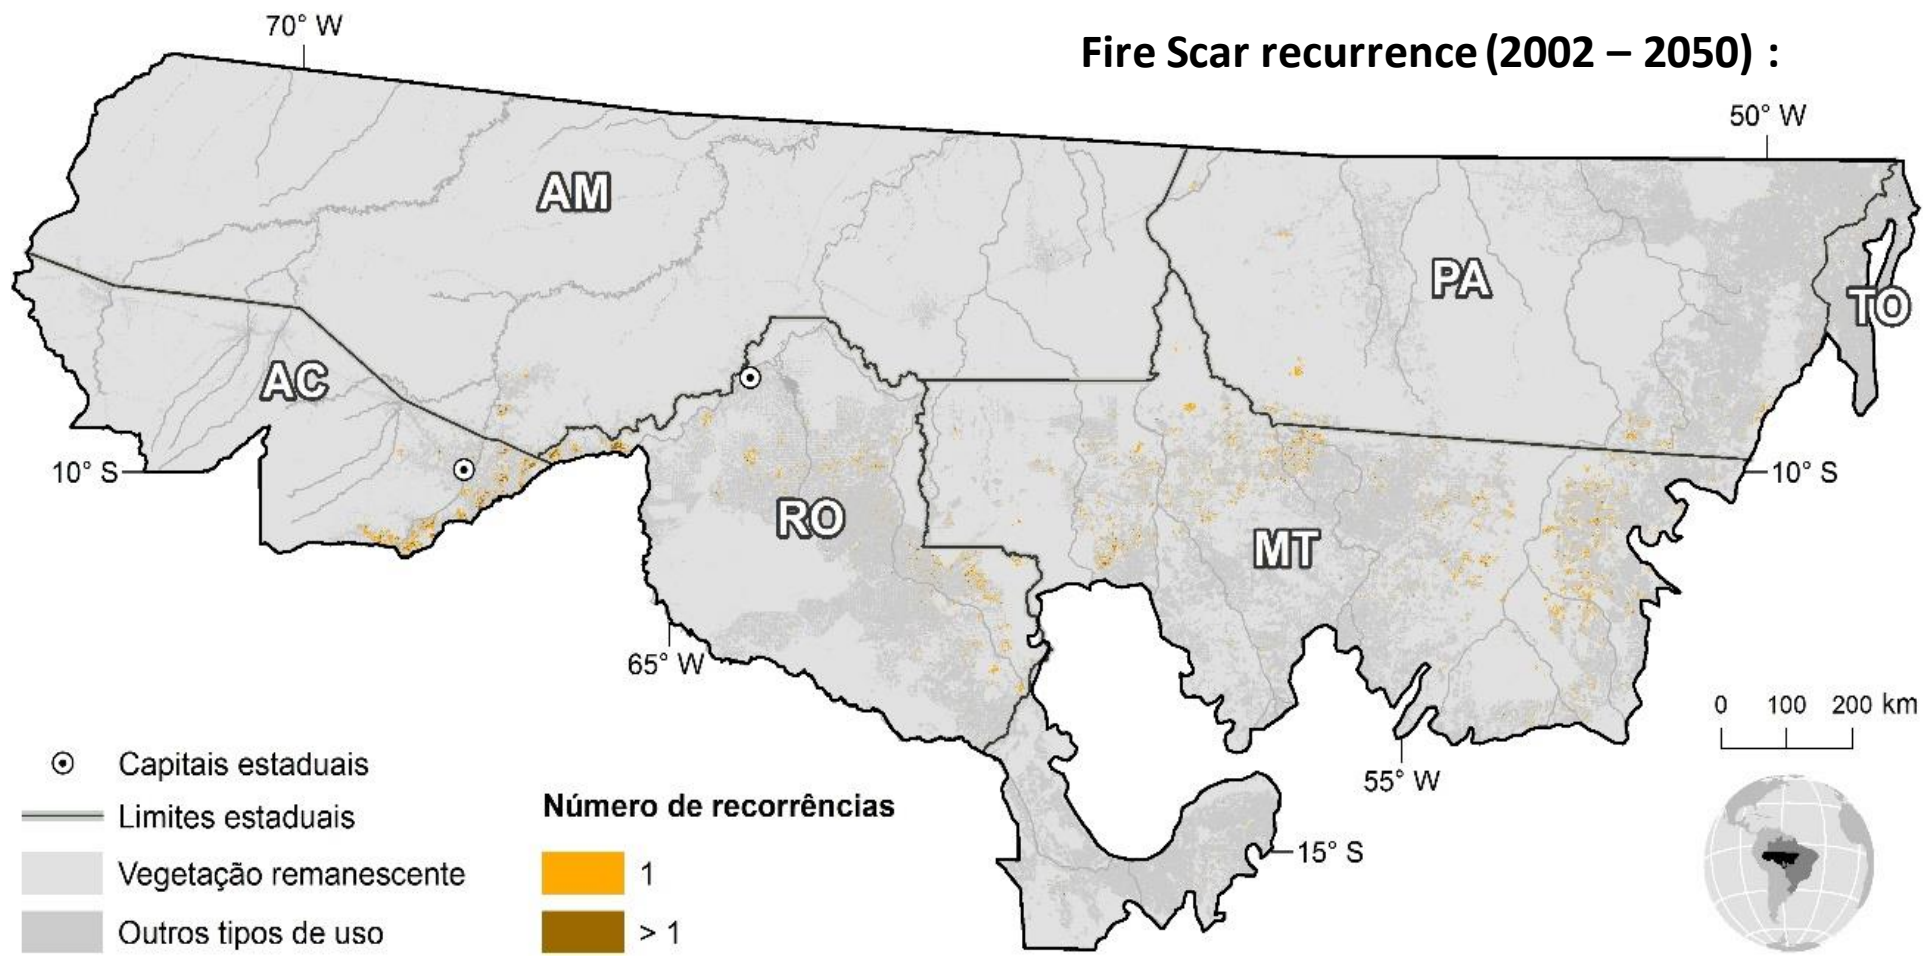 70° W
Fire Scar recurrence (2002 – 2050) :
50° W
AM
PA
TO
AC
10° S
10° S
RO
MT
65° W
0 100 200 km
55° W
Capitais estaduais
Limites estaduais
Vegetação remanescente
Outros tipos de uso
Número de recorrências
1
> 1
15° S